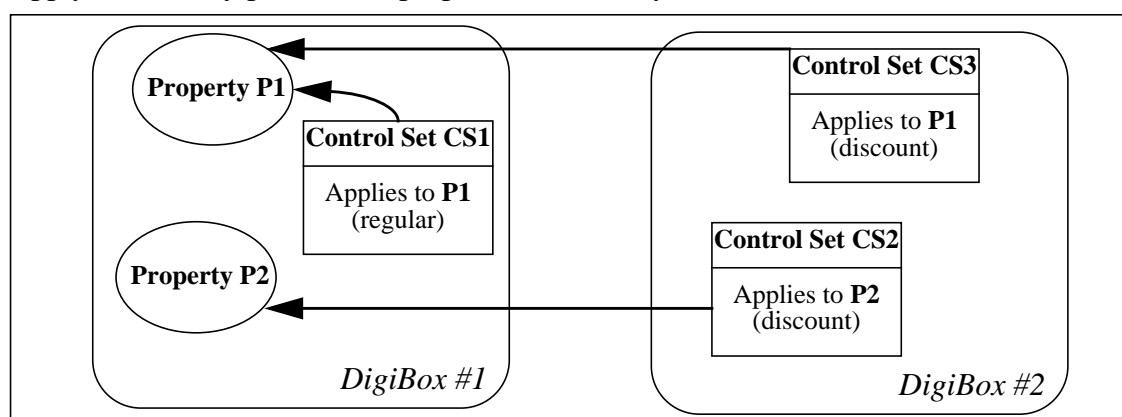 Property P1
Control Set CS1
Applies to P1
(regular)
Property P2
DigiBox #1
Control Set CS3
Applies to P1
(discount)
Control Set CS2
Applies to P2
(discount)
DigiBox #2